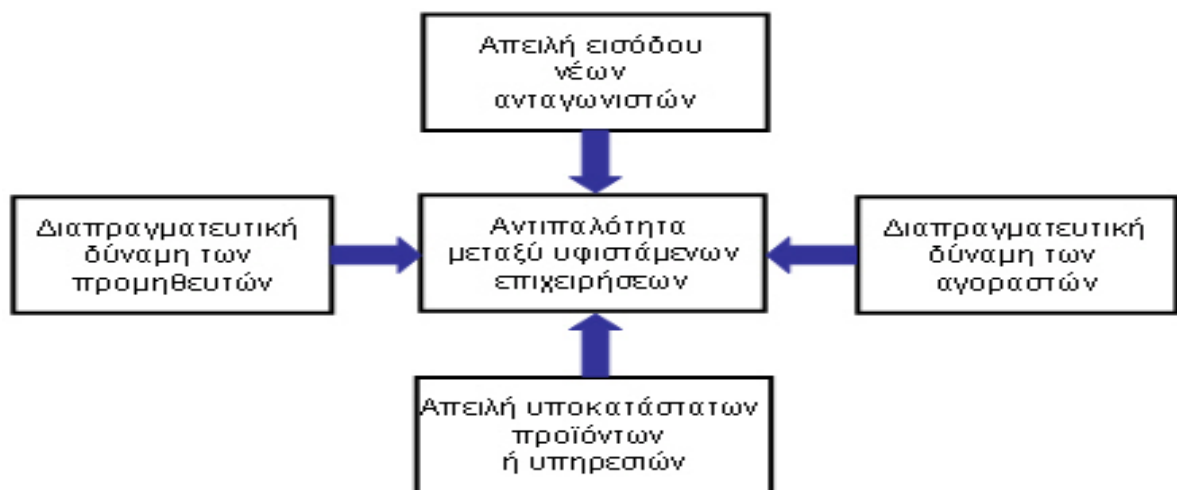 Απειλή εισόδου
νέων
ανταγωνιστών
Διαπραγματευτική
δύναμη των
προμηθευτών
Αντιπαλότητα
μεταξύ υφιστάμενων
επιχειρήσεων
Διαπραγματευτική
δύναμη των
αγοραστών
Απειλή υποκατάστατων
προϊόντων
ή υπηρεσιών